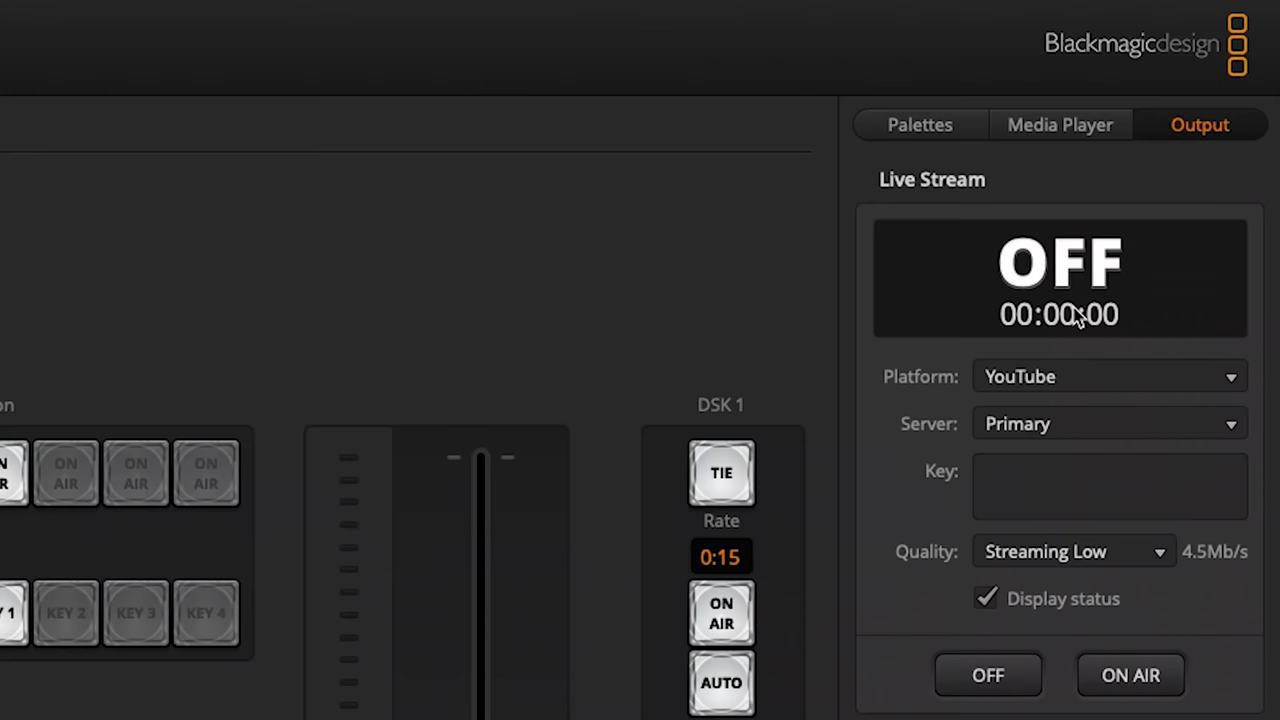 Blackmagicdesign
Palettes
Media Player
Output
Live Stream
OFF
00:00:00
Platform:
YouTube
Server:
Primary
Key:
Quality:
Streaming Low
4.5Mb/s
Display status
OFF
ON AIR
on
ON
AIR
ON
AIR
ON
AIR
KEY 2
KEY 3
KEY 4
DSK 1
TIE
Rate
0:15
ON
AIR
AUTO